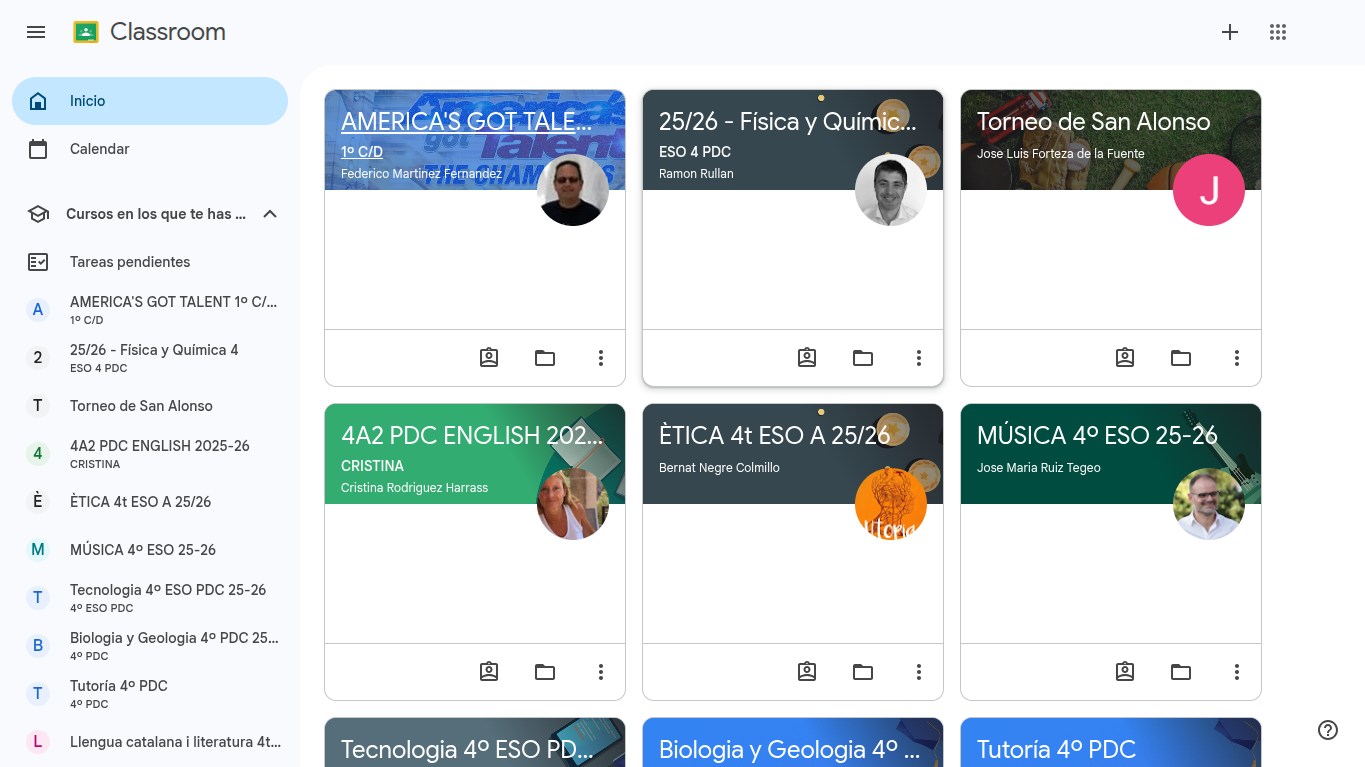 Classroom
Inicio
Calendar
Cursos en los que te has ...
Tareas pendientes
A
AMERICA'S GOT TALENT 1º C/...
1º C/D
2
25/26 - Física y Química 4
ESO 4 PDC
T
Torneo de San Alonso
4
4A2 PDC ENGLISH 2025-26
CRISTINA
È
ÈTICA 4t ESO A 25/26
M
MÚSICA 4º ESO 25-26
T
Tecnologia 4º ESO PDC 25-26
4º ESO PDC
B
Biologia y Geologia 4º PDC 25...
4º PDC
T
Tutoría 4º PDC
4º PDC
L
Llengua catalana i literatura 4t...
AMERICA'S GOT TALE...
1º C/D
Federico Martinez Fernandez
America's
got Talent
THE CHAMPIONS
25/26 - Física y Químic...
ESO 4 PDC
Ramon Rullan
Torneo de San Alonso
Jose Luis Forteza de la Fuente
J
4A2 PDC ENGLISH 202...
CRISTINA
Cristina Rodriguez Harrass
ÈTICA 4t ESO A 25/26
Bernat Negre Colmillo
Utopia
MÚSICA 4º ESO 25-26
Jose Maria Ruiz Tegeo
Tecnologia 4º ESO PD...
Biologia y Geologia 4º ...
Tutoría 4º PDC